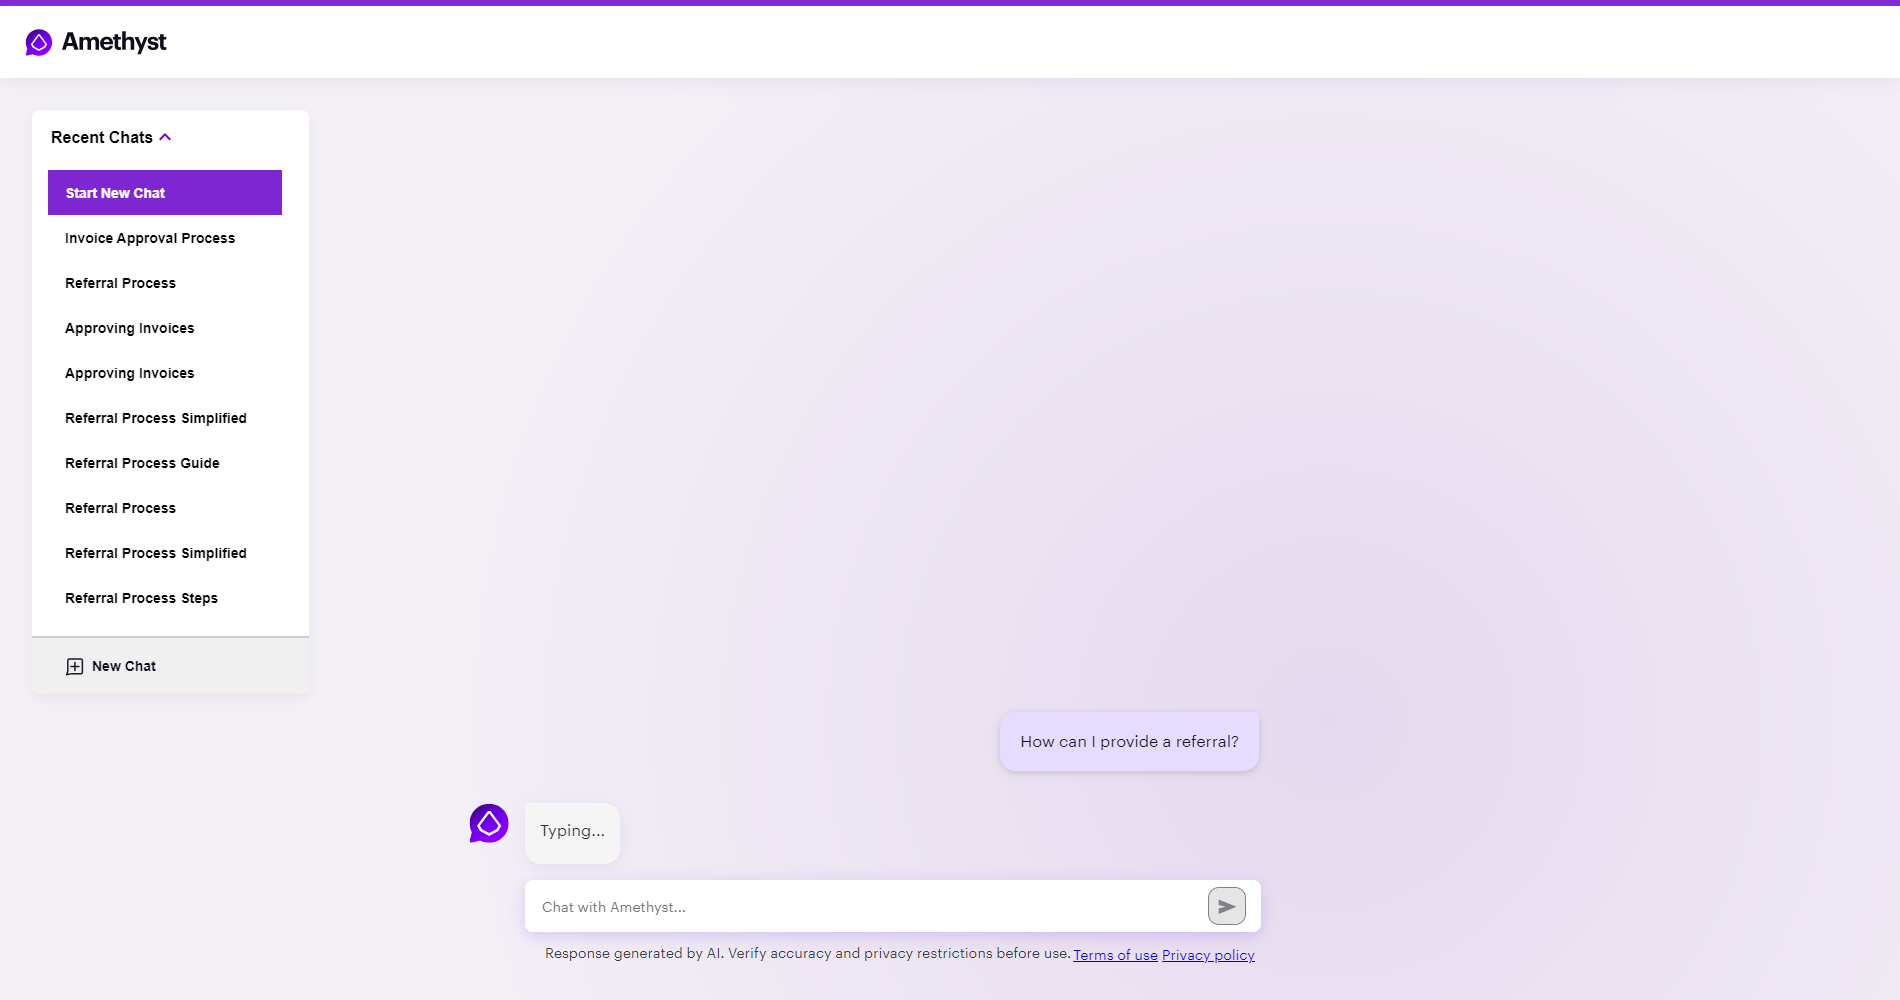 Amethyst
Recent Chats
Start New Chat
Invoice Approval Process
Referral Process
Approving Invoices
Approving Invoices
Referral Process Simplified
Referral Process Guide
Referral Process
Referral Process Simplified
Referral Process Steps
New Chat
How can I provide a referral?
Typing...
Chat with Amethyst...
Response generated by AI. Verify accuracy and privacy restrictions before use. Terms of use Privacy policy